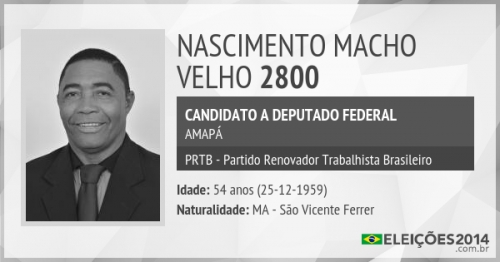 NASCIMENTO MACHO
VELHO 2800
CANDIDATO A DEPUTADO FEDERAL
AMAPÁ
PRTB - Partido Renovador Trabalhista Brasileiro
Idade: 54 anos (25-12-1959)
Naturalidade: MA - São Vicente Ferrer
ELEIÇÕES2014
.com.br